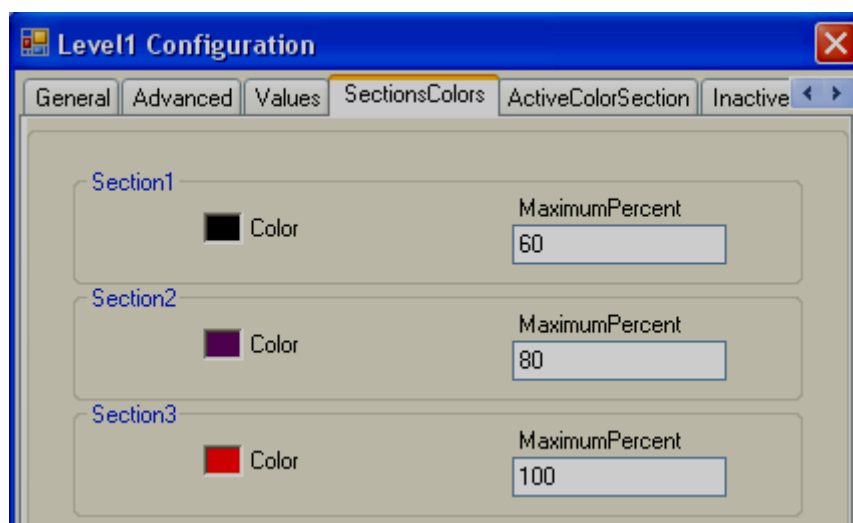 Level1 Configuration
General Advanced Values SectionsColors ActiveColorSection Inactive
Section1
MaximumPercent
Color
60
Section2
MaximumPercent
Color
80
Section3
MaximumPercent
Color
100